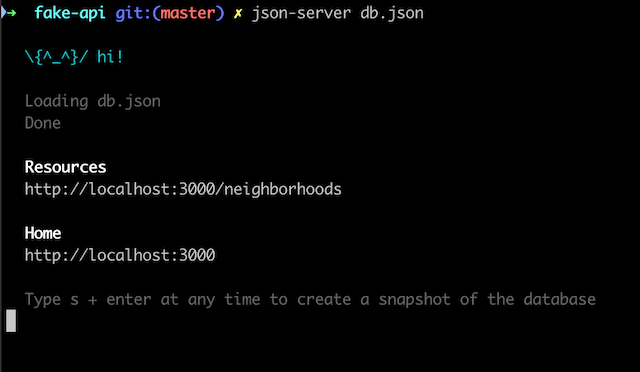 ➜ fake-api git:(master) ✗ json-server db.json
\{^_^}/ hi!
Loading db.json
Done
Resources
http://localhost:3000/neighborhoods
Home
http://localhost:3000
Type s + enter at any time to create a snapshot of the database